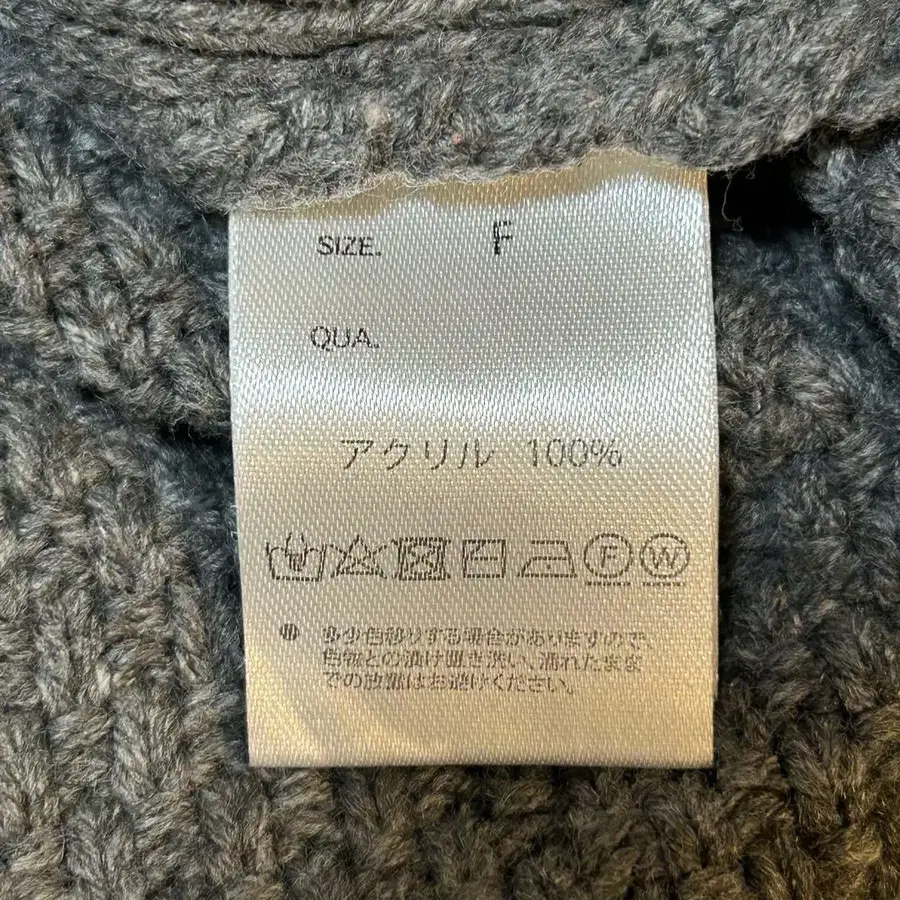 SIZE. F
QUA.
アクリル 100%
F W
多少色移りする場合がありますので、
色物との漬け置き洗い、濡れたまま
での放置はお避けください。